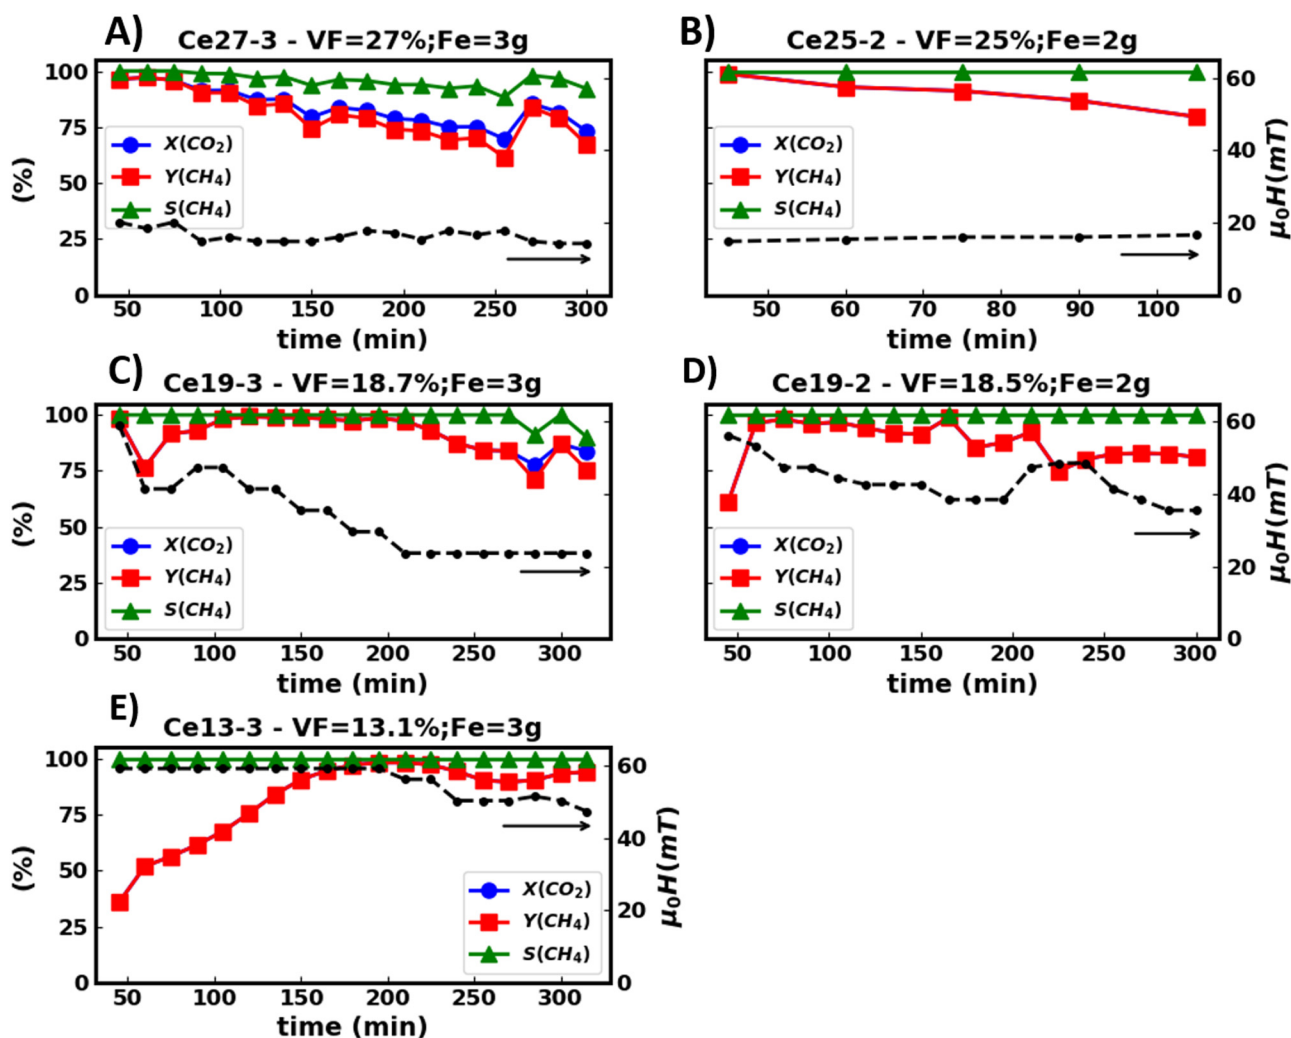 A)
Ce27-3 - VF=27%;Fe=3g
100
75
50
25
0
(%)
X(CO₂)
Y(CH₄)
S(CH₄)
50 100 150 200 250 300
time (min)
B)
Ce25-2 - VF=25%;Fe=2g
X(CO₂)
Y(CH₄)
S(CH₄)
60
40
20
0
μ₀H(mT)
50 60 70 80 90 100
time (min)
C)
Ce19-3 - VF=18.7%;Fe=3g
100
75
50
25
0
(%)
X(CO₂)
Y(CH₄)
S(CH₄)
50 100 150 200 250 300
time (min)
D)
Ce19-2 - VF=18.5%;Fe=2g
X(CO₂)
Y(CH₄)
S(CH₄)
60
40
20
0
μ₀H(mT)
50 100 150 200 250 300
time (min)
E)
Ce13-3 - VF=13.1%;Fe=3g
100
75
50
25
0
(%)
X(CO₂)
Y(CH₄)
S(CH₄)
60
40
20
0
μ₀H(mT)
50 100 150 200 250 300
time (min)